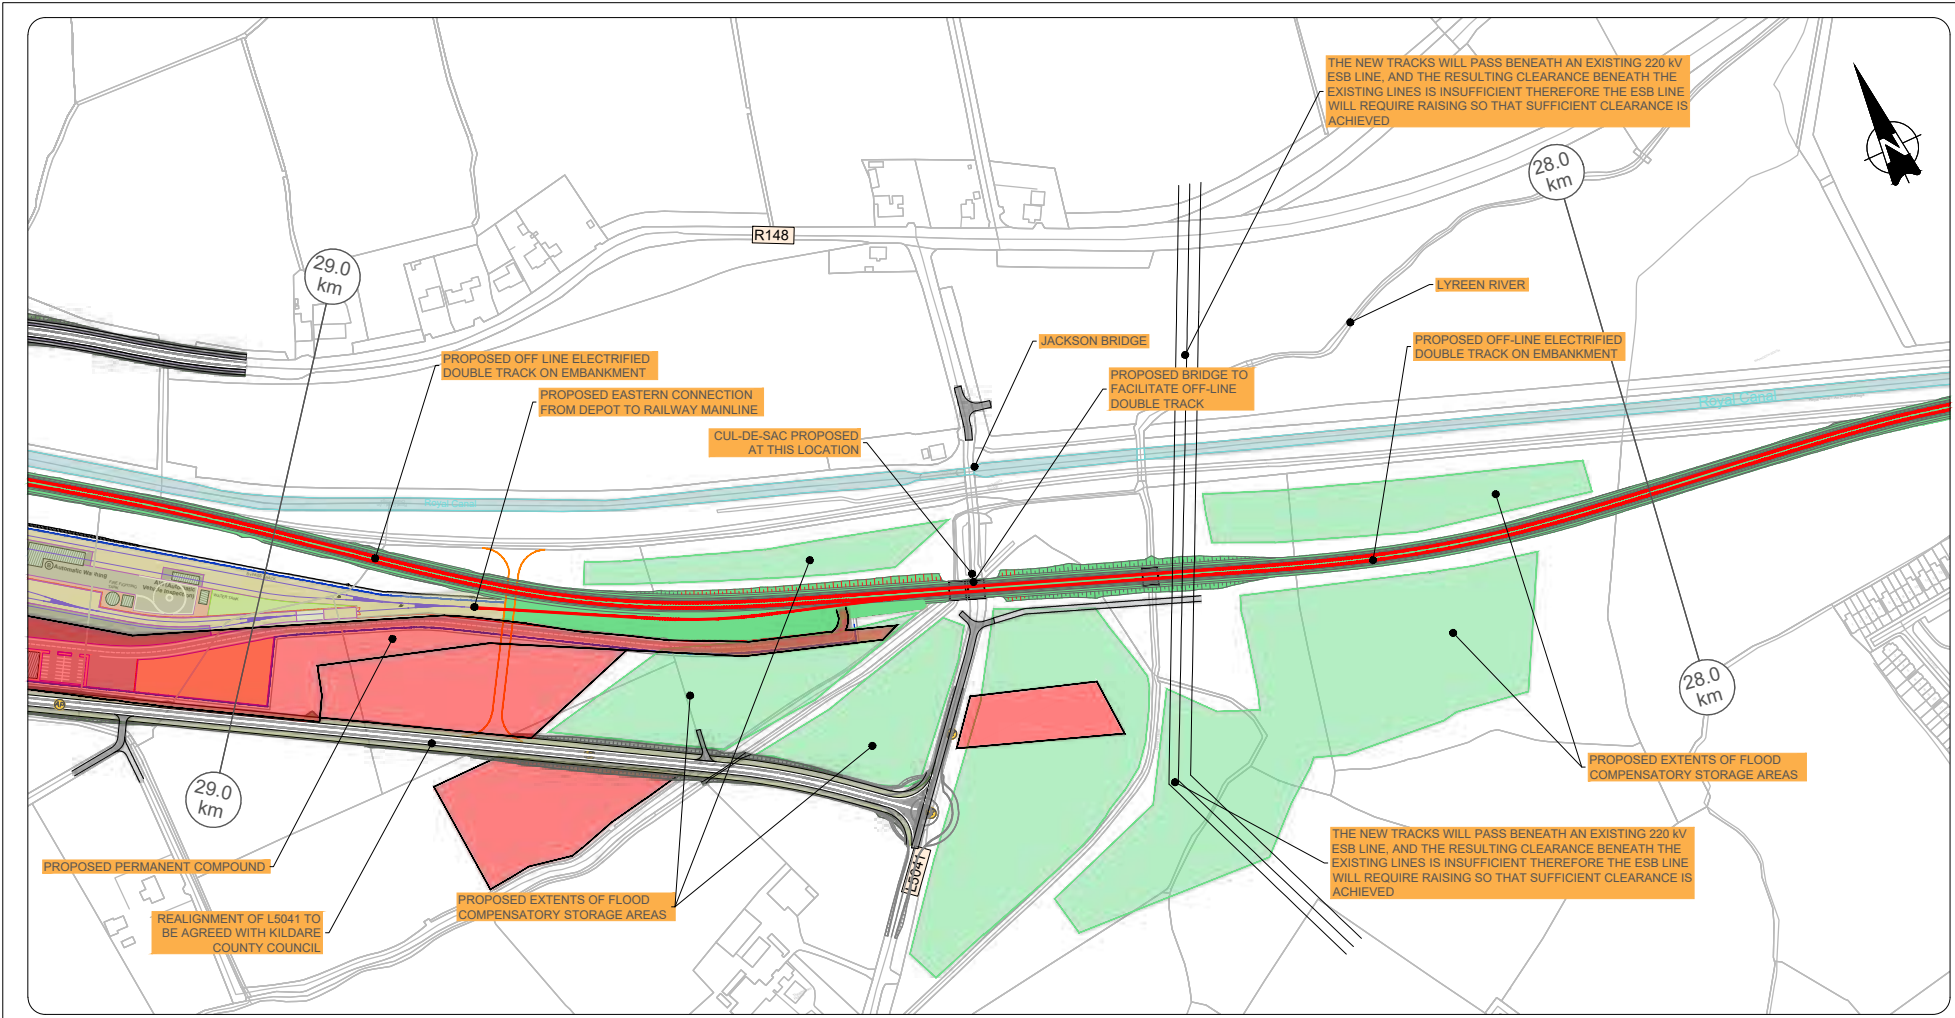 THE NEW TRACKS WILL PASS BENEATH AN EXISTING 220 kV
ESB LINE, AND THE RESULTING CLEARANCE BENEATH THE
EXISTING LINES IS INSUFFICIENT THEREFORE THE ESB LINE
WILL REQUIRE RAISING SO THAT SUFFICIENT CLEARANCE IS
ACHIEVED
N
28.0
km
R148
29.0
km
LYREEN RIVER
JACKSON BRIDGE
PROPOSED OFF-LINE ELECTRIFIED
DOUBLE TRACK ON EMBANKMENT
PROPOSED OFF LINE ELECTRIFIED
DOUBLE TRACK ON EMBANKMENT
PROPOSED BRIDGE TO
FACILITATE OFF-LINE
DOUBLE TRACK
PROPOSED EASTERN CONNECTION
FROM DEPOT TO RAILWAY MAINLINE
Royal Canal
CUL-DE-SAC PROPOSED
AT THIS LOCATION
Royal Canal
28.0
km
29.0
km
PROPOSED EXTENTS OF FLOOD
COMPENSATORY STORAGE AREAS
THE NEW TRACKS WILL PASS BENEATH AN EXISTING 220 kV
ESB LINE, AND THE RESULTING CLEARANCE BENEATH THE
EXISTING LINES IS INSUFFICIENT THEREFORE THE ESB LINE
WILL REQUIRE RAISING SO THAT SUFFICIENT CLEARANCE IS
ACHIEVED
PROPOSED PERMANENT COMPOUND
L5041
PROPOSED EXTENTS OF FLOOD
COMPENSATORY STORAGE AREAS
REALIGNMENT OF L5041 TO
BE AGREED WITH KILDARE
COUNTY COUNCIL